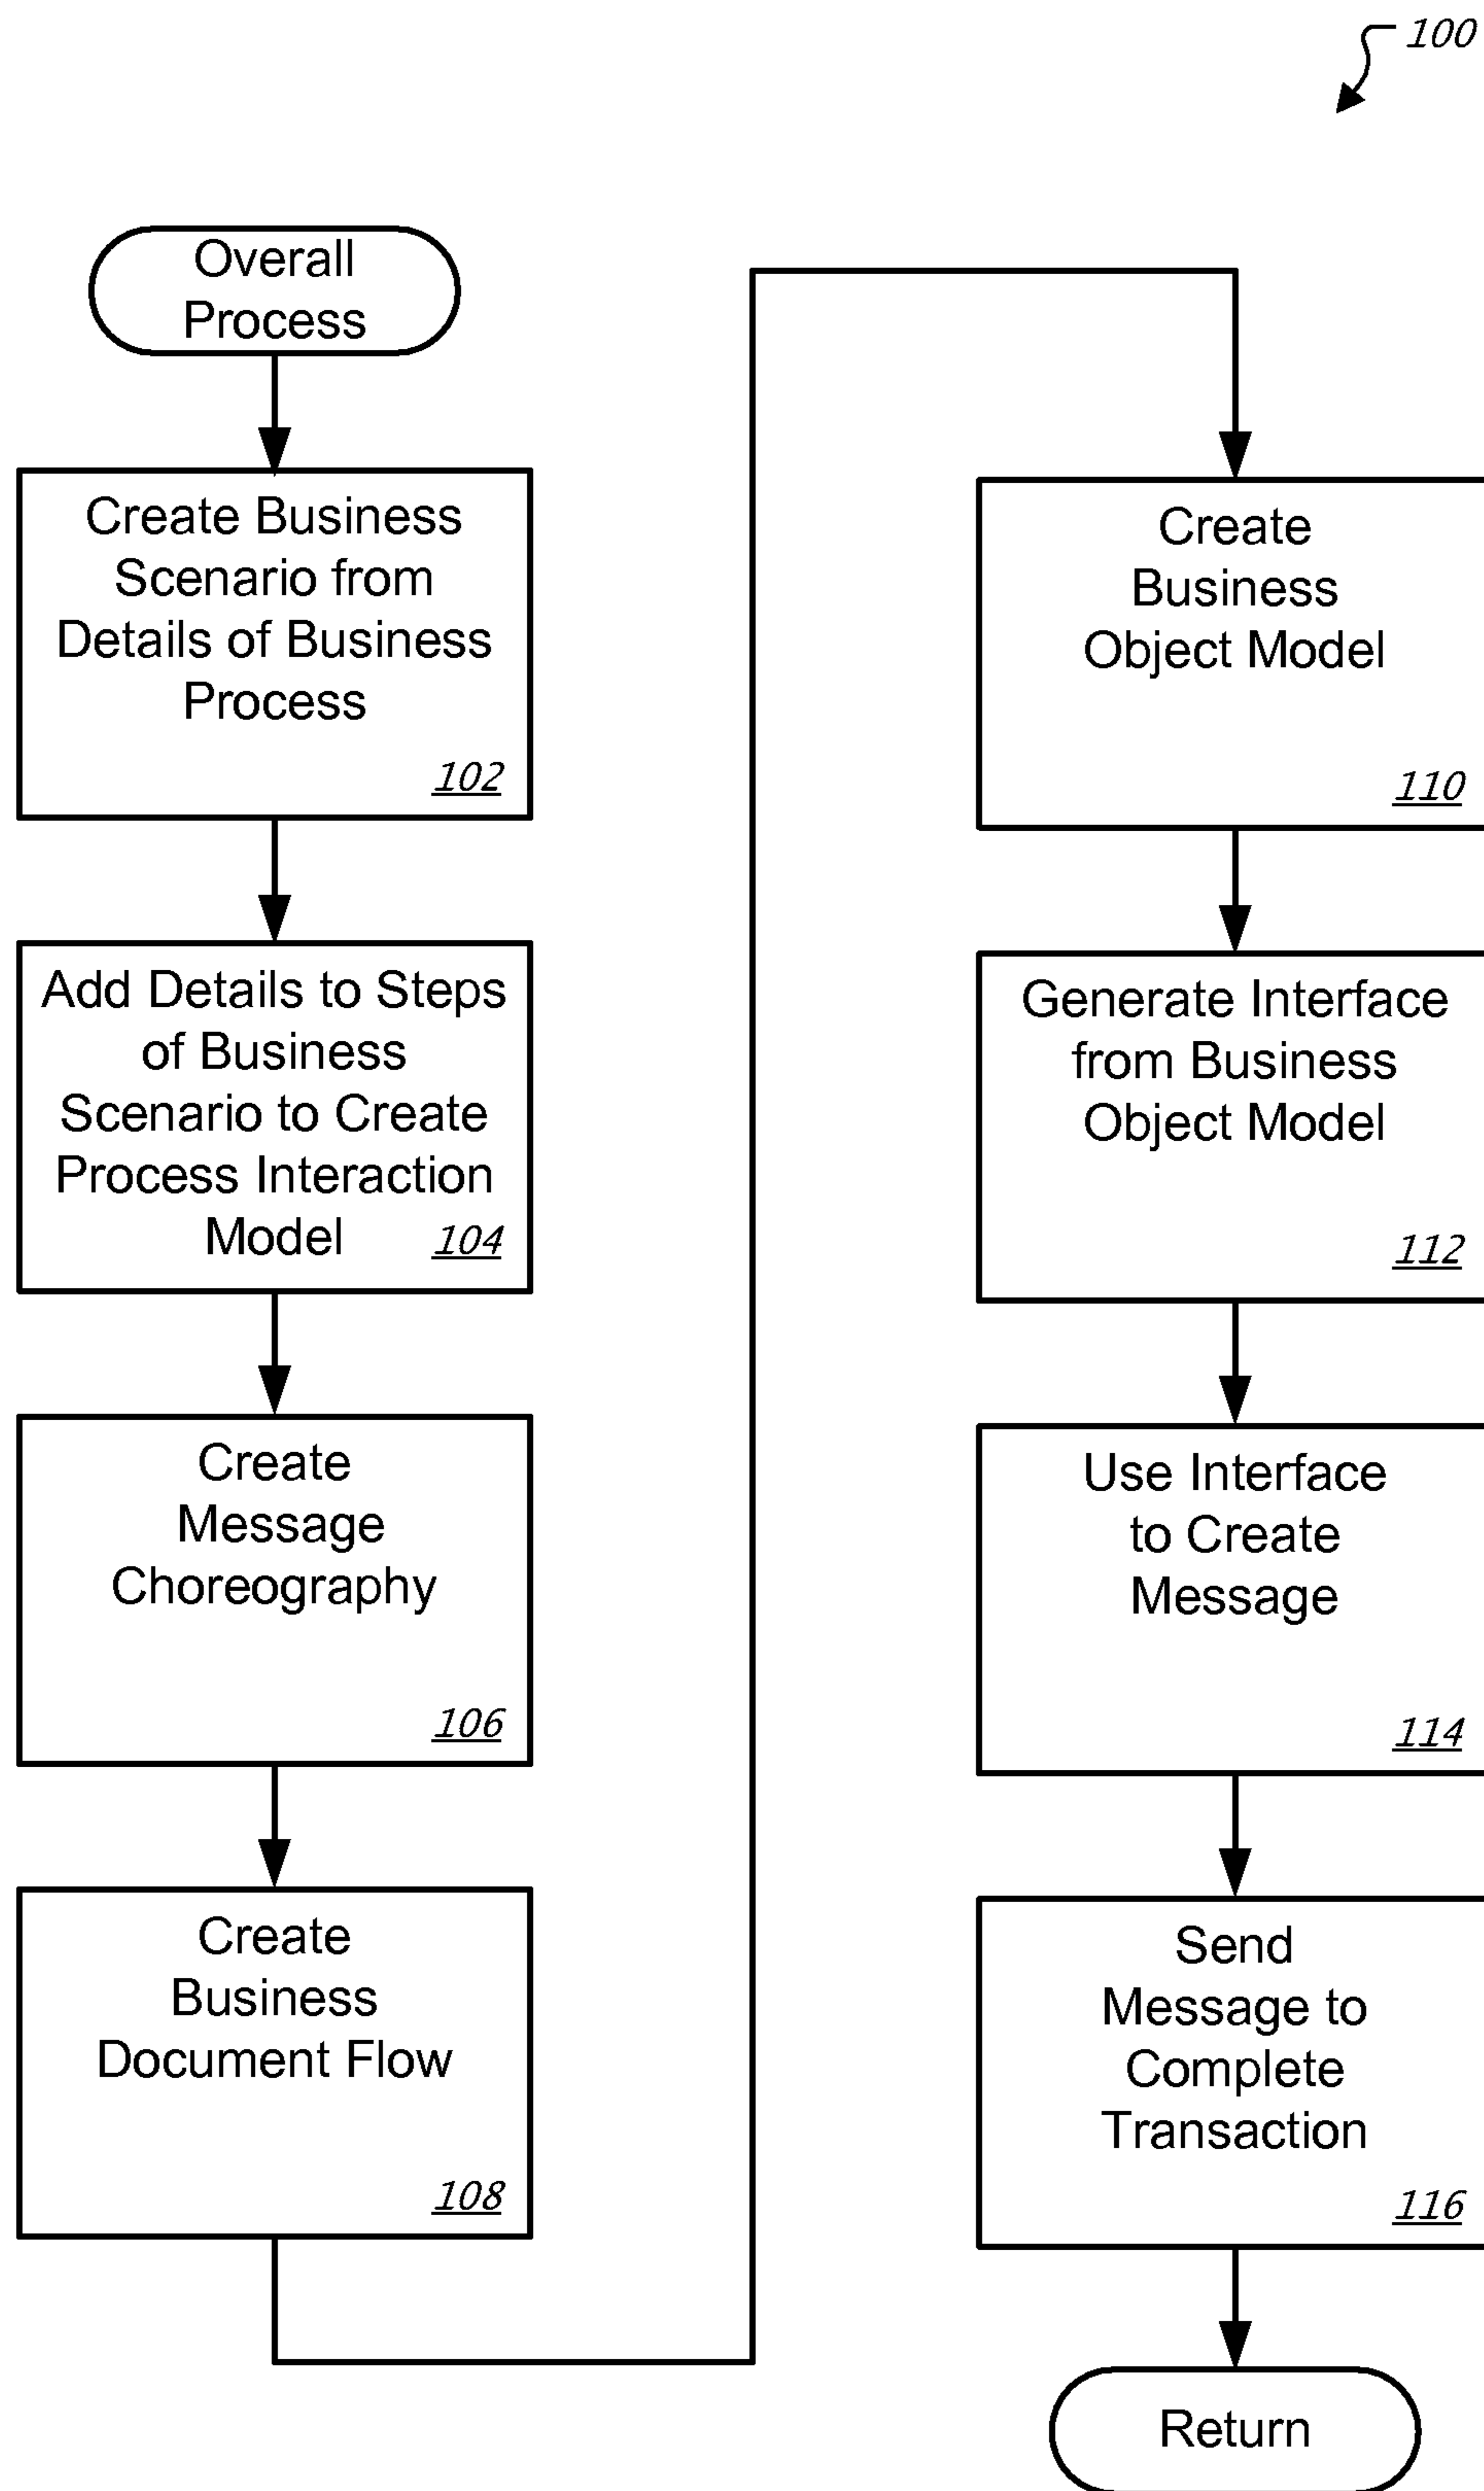 100
Overall
Process
Create Business
Scenario from
Details of Business
Process
102
Add Details to Steps
of Business
Scenario to Create
Process Interaction
Model 104
Create
Message
Choreography
106
Create
Business
Document Flow
108
Create
Business
Object Model
110
Generate Interface
from Business
Object Model
112
Use Interface
to Create
Message
114
Send
Message to
Complete
Transaction
116
Return